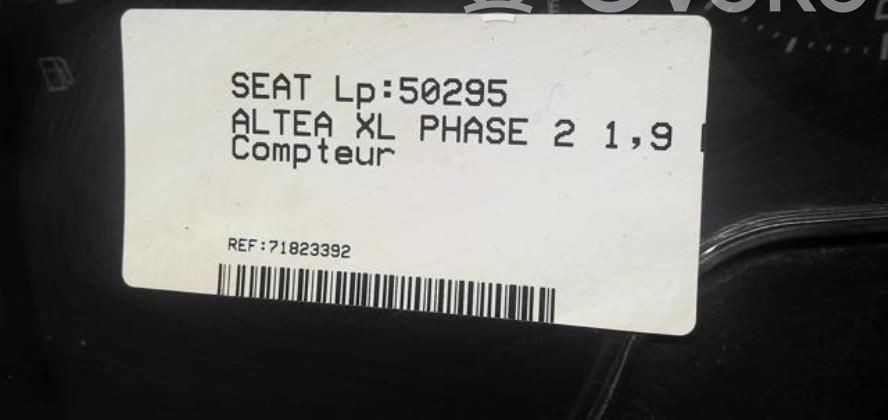 SEAT Lp:50295
ALTEA XL PHASE 2 1,9
Compteur
REF:71823392